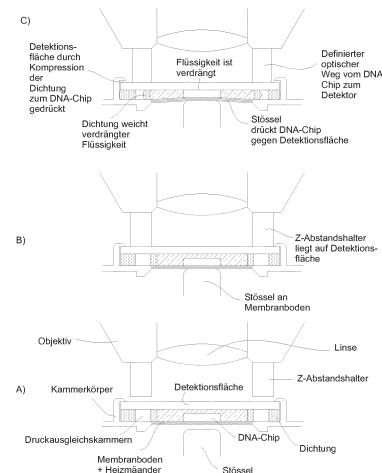 C)
Detektions-
fläche durch
Kompression
der
Dichtung
zum DNA-Chip
gedrückt
Flüssigkeit ist
verdrängt
Definierter
optischer
Weg vom DNA
Chip zum
Detektor
Dichtung weicht
verdrängter
Flüssigkeit
Stössel
drückt DNA-Chip
gegen Detektionsfläche
B)
Z-Abstandshalter
liegt auf Detektions-
fläche
Stössel an
Membranboden
Objektiv
Linse
A)
Kammerkörper
Detektionsfläche
Z-Abstandshalter
Druckausgleichskammern
DNA-Chip
Dichtung
Membranboden
+ Heizmäander
Stössel